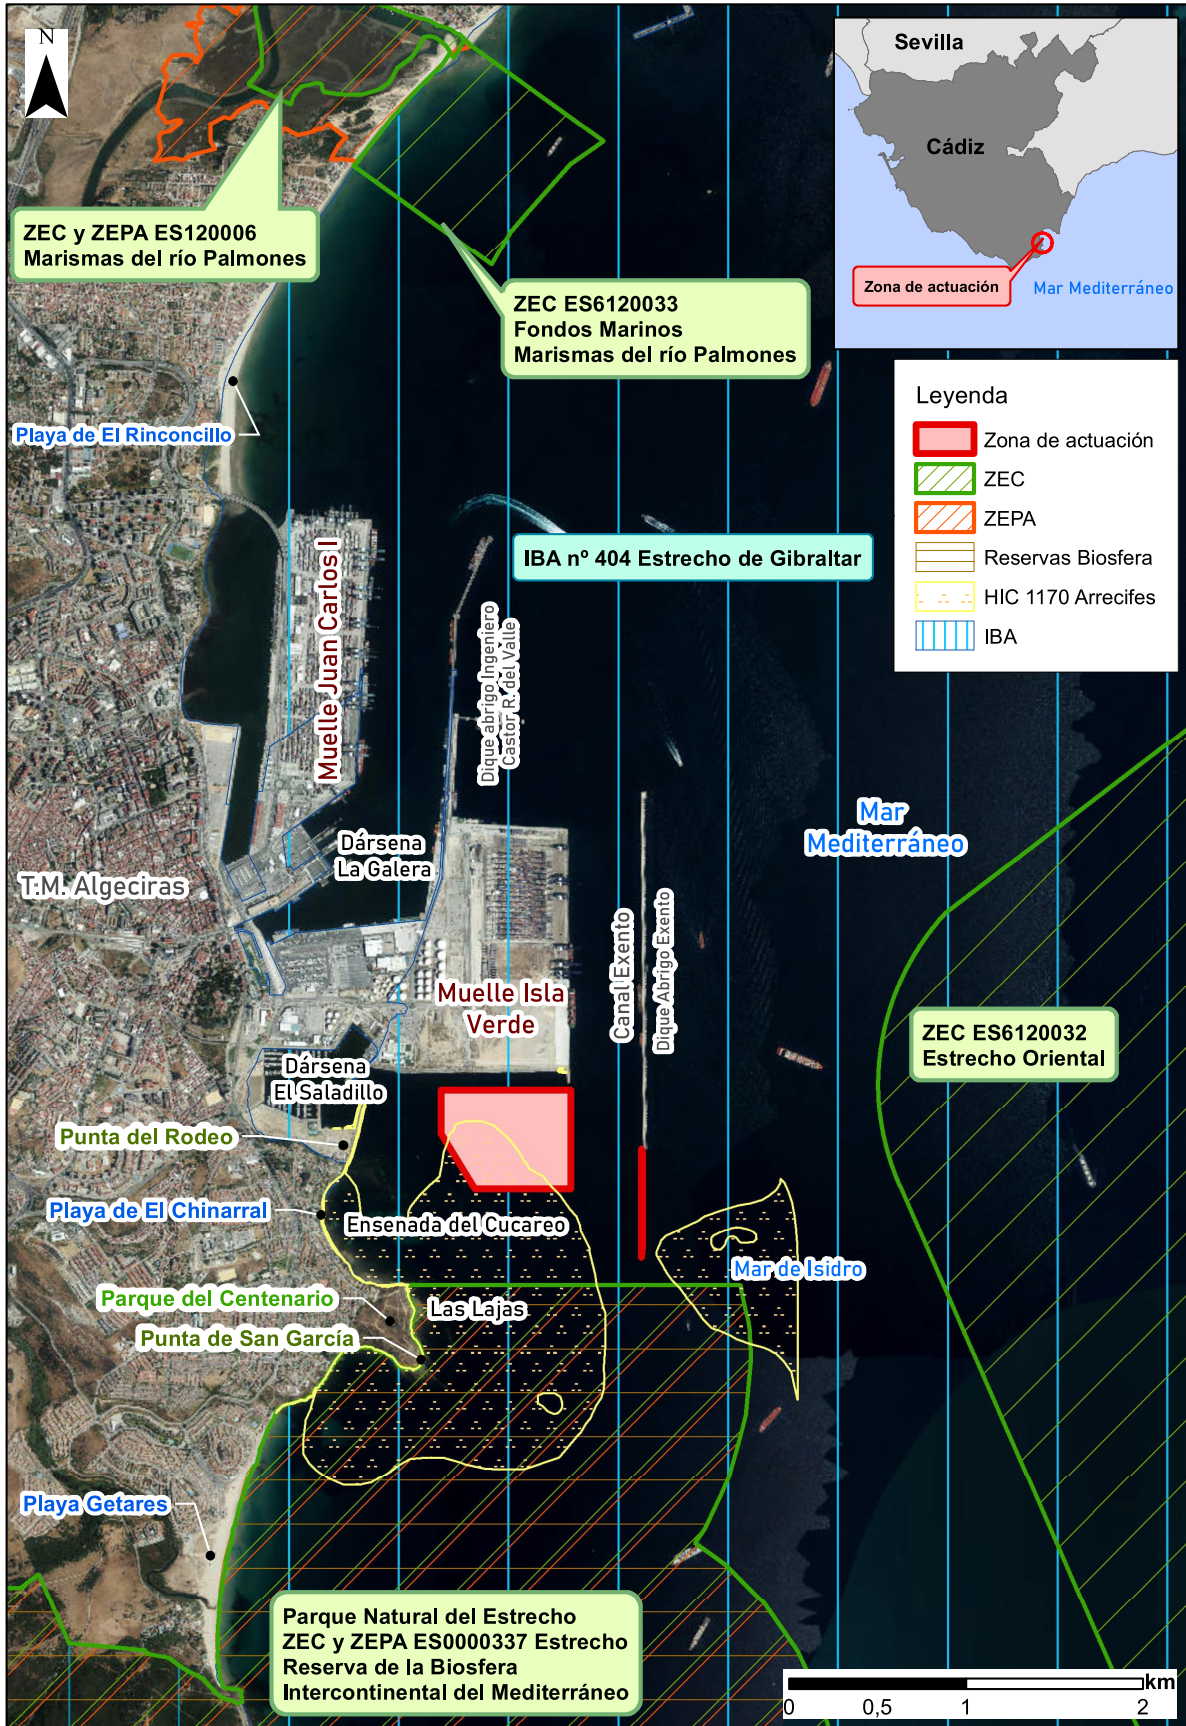 N
Sevilla
Cádiz
Zona de actuación
Mar Mediterráneo
ZEC y ZEPA ES120006
Marismas del río Palmones
ZEC ES6120033
Fondos Marinos
Marismas del río Palmones
Leyenda
Zona de actuación
ZEC
ZEPA
Reservas Biosfera
HIC 1170 Arrecifes
IBA
Playa de El Rinconcillo
IBA nº 404 Estrecho de Gibraltar
Muelle Juan Carlos I
Dique abrigo Ingeniero
Castor R. del Valle
Mar
Mediterráneo
Dársena
La Galera
T.M. Algeciras
Canal Exento
Dique Abrigo Exento
Muelle Isla
Verde
ZEC ES6120032
Estrecho Oriental
Dársena
El Saladillo
Punta del Rodeo
Playa de El Chinarral
Ensenada del Cucareo
Mar de Isidro
Parque del Centenario
Las Lajas
Punta de San García
Playa Getares
Parque Natural del Estrecho
ZEC y ZEPA ES0000337 Estrecho
Reserva de la Biosfera
Intercontinental del Mediterráneo
km
0 0,5 1 2